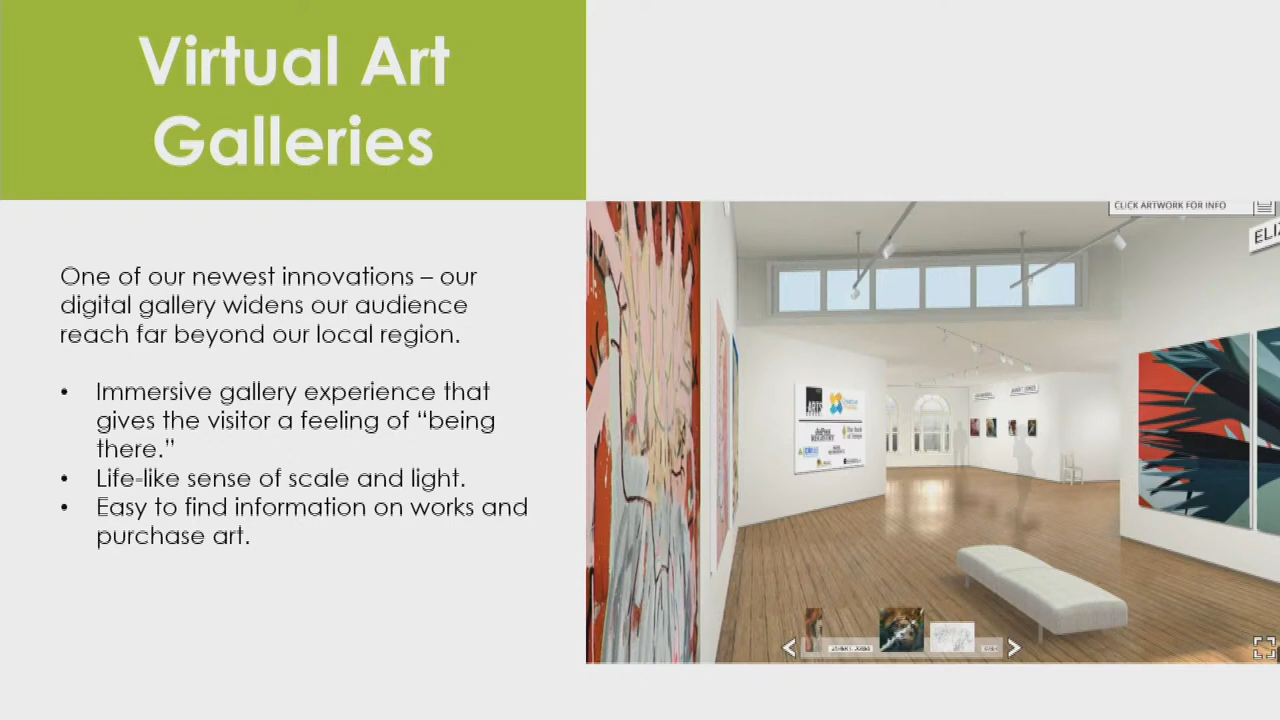 Virtual Art
Galleries
One of our newest innovations – our
digital gallery widens our audience
reach far beyond our local region.
• Immersive gallery experience that
gives the visitor a feeling of “being
there.”
• Life-like sense of scale and light.
• Easy to find information on works and
purchase art.
CLICK ARTWORK FOR INFO
ELIZ
ARTS